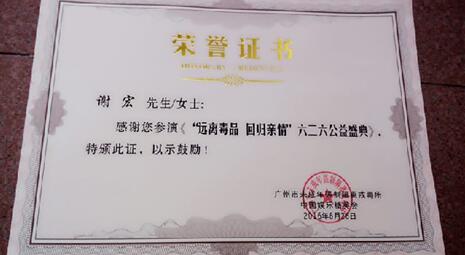 荣誉证书
谢宏 先生/女士:
感谢您参演《“远离毒品 回归亲情”六二六公益盛典》,
特颁此证，以示鼓励！
2015年6月26日